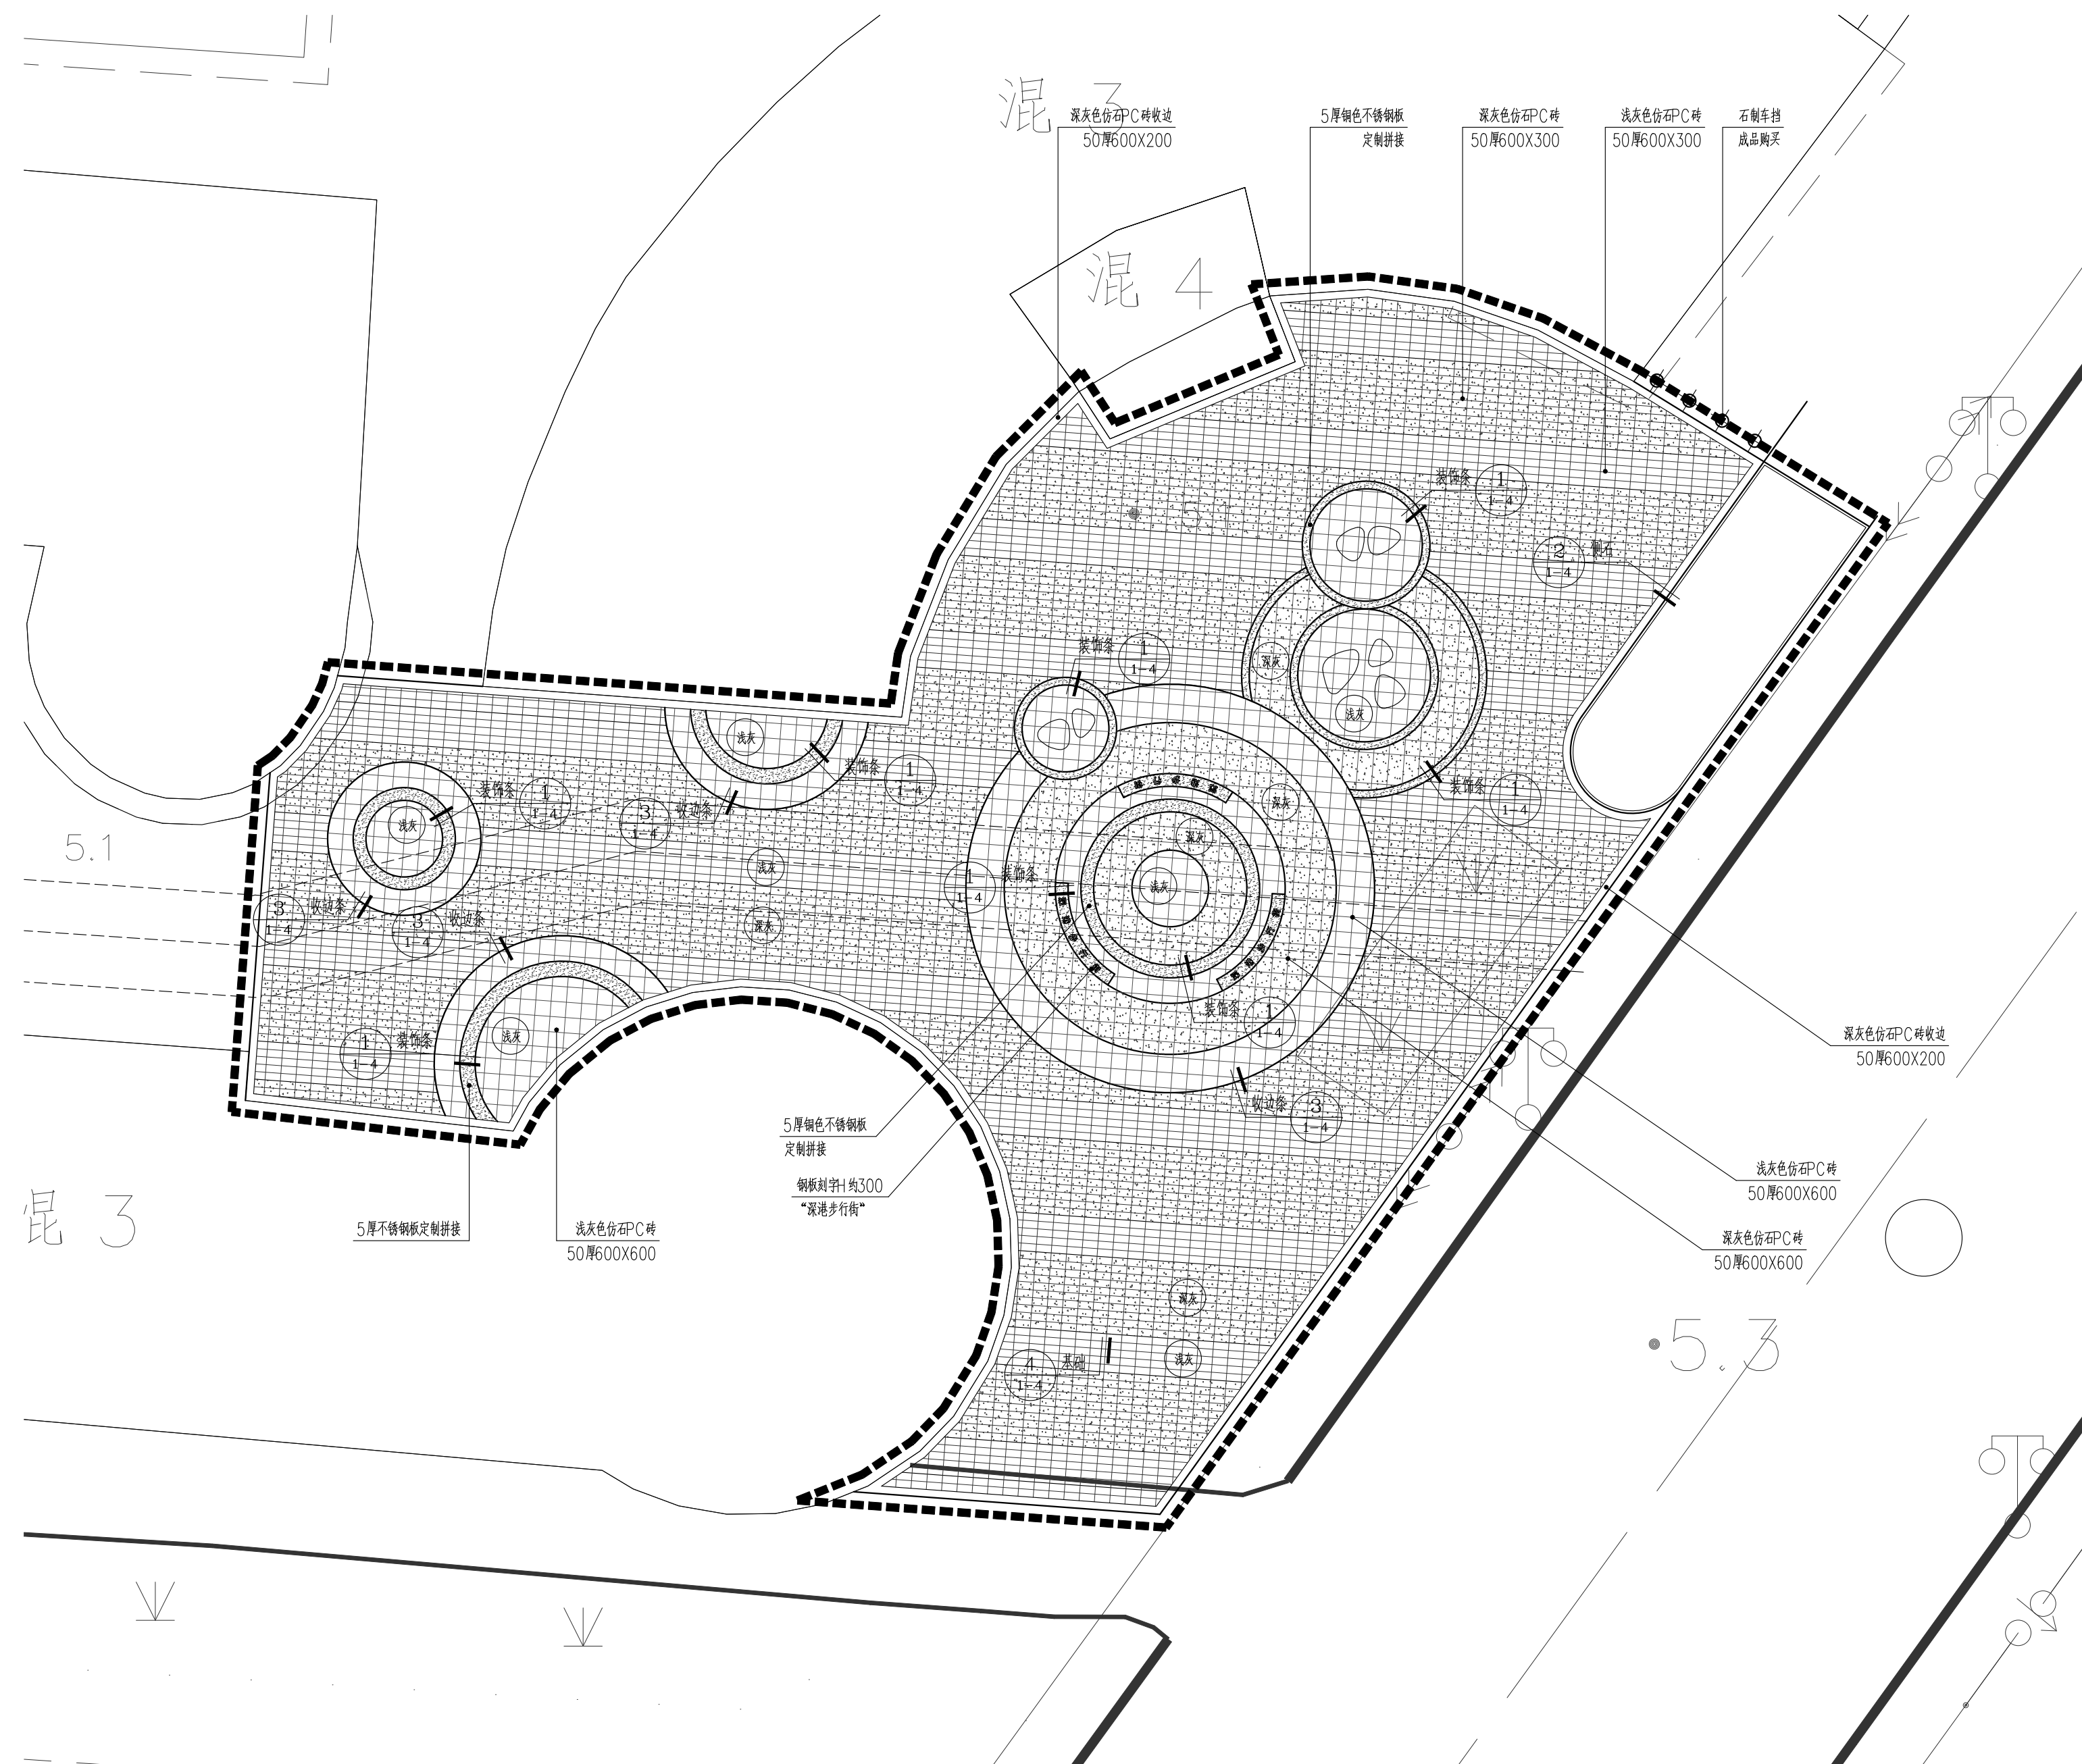 混 3
深灰色仿石PC砖收边
50厚600X200
5厚铜色不锈钢板
定制拼接
深灰色仿石PC砖
50厚600X300
浅灰色仿石PC砖
50厚600X300
石制车挡
成品购买
混 4
装饰条
1
1-4
2
1-4
侧石
装饰条
1
1-4
深灰
浅灰
浅灰
装饰条
1
1-4
装饰条
1
1-4
装饰条
1
1-4
3
1-4
收边条
深灰
浅灰
深灰
5.1
浅灰
1
1-4
装饰条
浅灰
3
1-4
收边条
3
1-4
收边条
深灰
装饰条
1
1-4
1
1-4
装饰条
浅灰
深灰色仿石PC砖收边
50厚600X200
收边条
3
1-4
5厚铜色不锈钢板
定制拼接
钢板刻字H约300
“深港步行街”
浅灰色仿石PC砖
50厚600X600
混 3
5厚不锈钢板定制拼接
浅灰色仿石PC砖
50厚600X600
深灰色仿石PC砖
50厚600X600
深灰
5.3
4
1-4
基础
浅灰